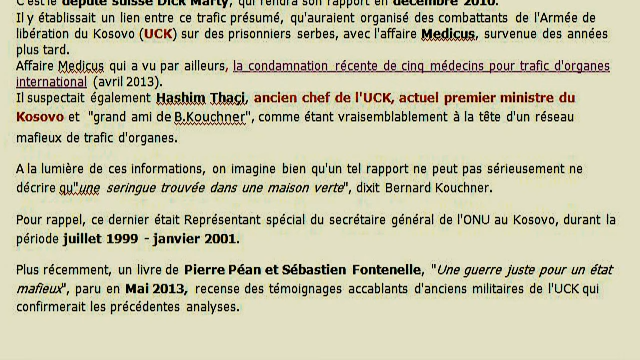 C'est le député suisse Dick Marty, qui rendra son rapport en décembre 2010.
Il y établissait un lien entre ce trafic présumé, qu'auraient organisé des combattants de l'Armée de
libération du Kosovo (UCK) sur des prisonniers serbes, avec l'affaire Medicus, survenue des années
plus tard.
Affaire Medicus qui a vu par ailleurs, la condamnation récente de cinq médecins pour trafic d'organes
international (avril 2013).
Il suspectait également Hashim Thaçi, ancien chef de l'UCK, actuel premier ministre du
Kosovo et "grand ami de B.Kouchner", comme étant vraisemblablement à la tête d'un réseau
mafieux de trafic d'organes.
A la lumière de ces informations, on imagine bien qu'un tel rapport ne peut pas sérieusement ne
décrire qu"une seringue trouvée dans une maison verte", dixit Bernard Kouchner.
Pour rappel, ce dernier était Représentant spécial du secrétaire général de l'ONU au Kosovo, durant la
période juillet 1999 - janvier 2001.
Plus récemment, un livre de Pierre Péan et Sébastien Fontenelle, "Une guerre juste pour un état
mafieux", paru en Mai 2013, recense des témoignages accablants d'anciens militaires de l'UCK qui
confirmerait les précédentes analyses.